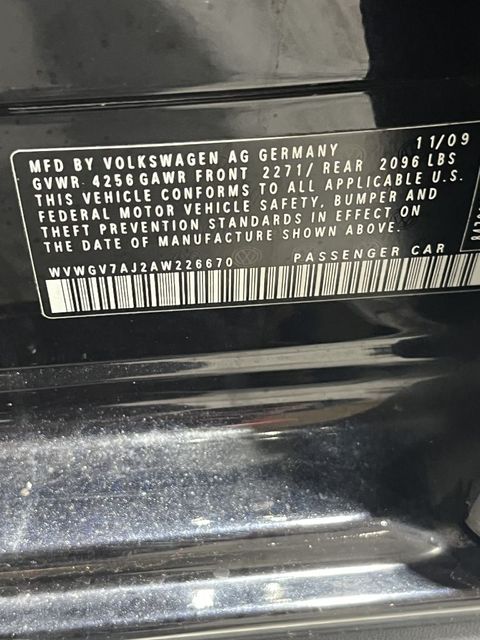 MFD BY VOLKSWAGEN AG GERMANY 11/09
GVWR 4256 GAWR FRONT 2271/ REAR 2096 LBS
THIS VEHICLE CONFORMS TO ALL APPLICABLE U.S.
FEDERAL MOTOR VEHICLE SAFETY, BUMPER AND
THEFT PREVENTION STANDARDS IN EFFECT ON
THE DATE OF MANUFACTURE SHOWN ABOVE.
WVWGV7AJ2AW226670 PASSENGER CAR